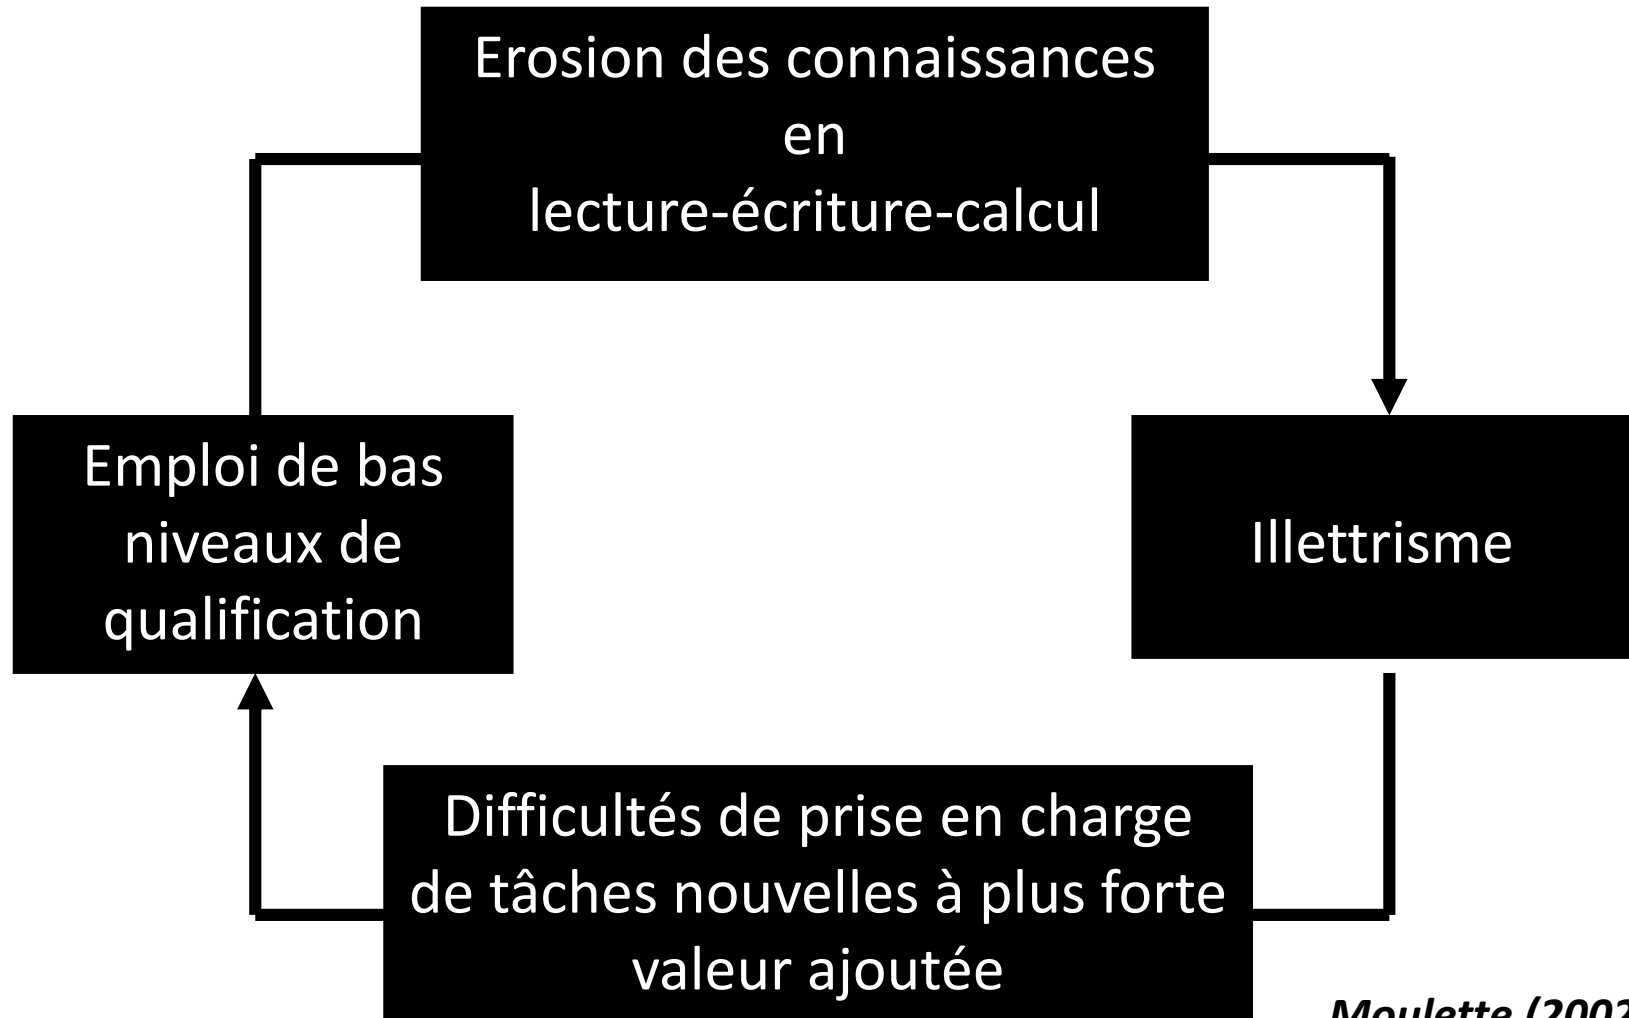 Erosion des connaissances
en
lecture-écriture-calcul
Emploi de bas
niveaux de
qualification
Illettrisme
Difficultés de prise en charge
de tâches nouvelles à plus forte
valeur ajoutée
Moulette (2002